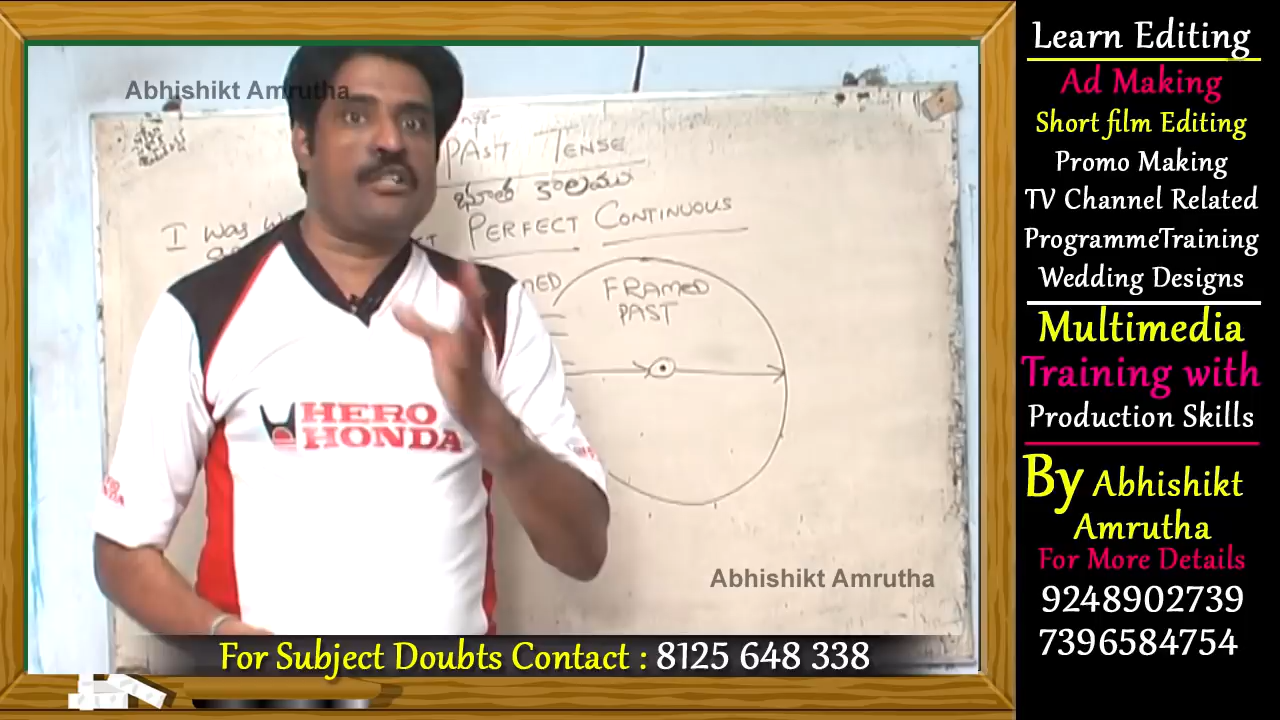 Abhishikt Amrutha
PAST TENSE
భూత కాలము
I was
PERFECT CONTINUOUS
FRAMED
PAST
HERO
HONDA
Abhishikt Amrutha
For Subject Doubts Contact : 8125 648 338
Learn Editing
Ad Making
Short film Editing
Promo Making
TV Channel Related
ProgrammeTraining
Wedding Designs
Multimedia
Training with
Production Skills
By Abhishikt
Amrutha
For More Details
9248902739
7396584754